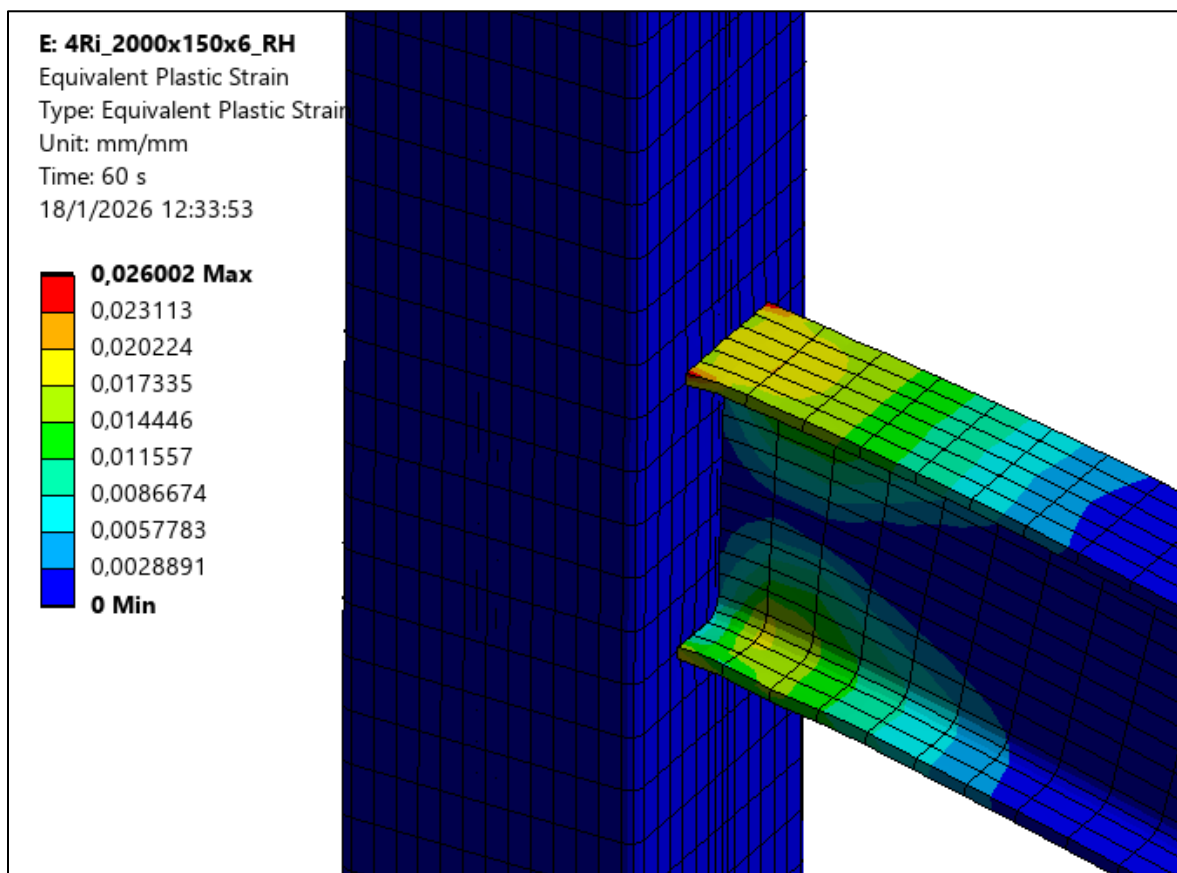 E: 4Ri_2000x150x6_RH
Equivalent Plastic Strain
Type: Equivalent Plastic Strain
Unit: mm/mm
Time: 60 s
18/1/2026 12:33:53
0,026002 Max
0,023113
0,020224
0,017335
0,014446
0,011557
0,0086674
0,0057783
0,0028891
0 Min